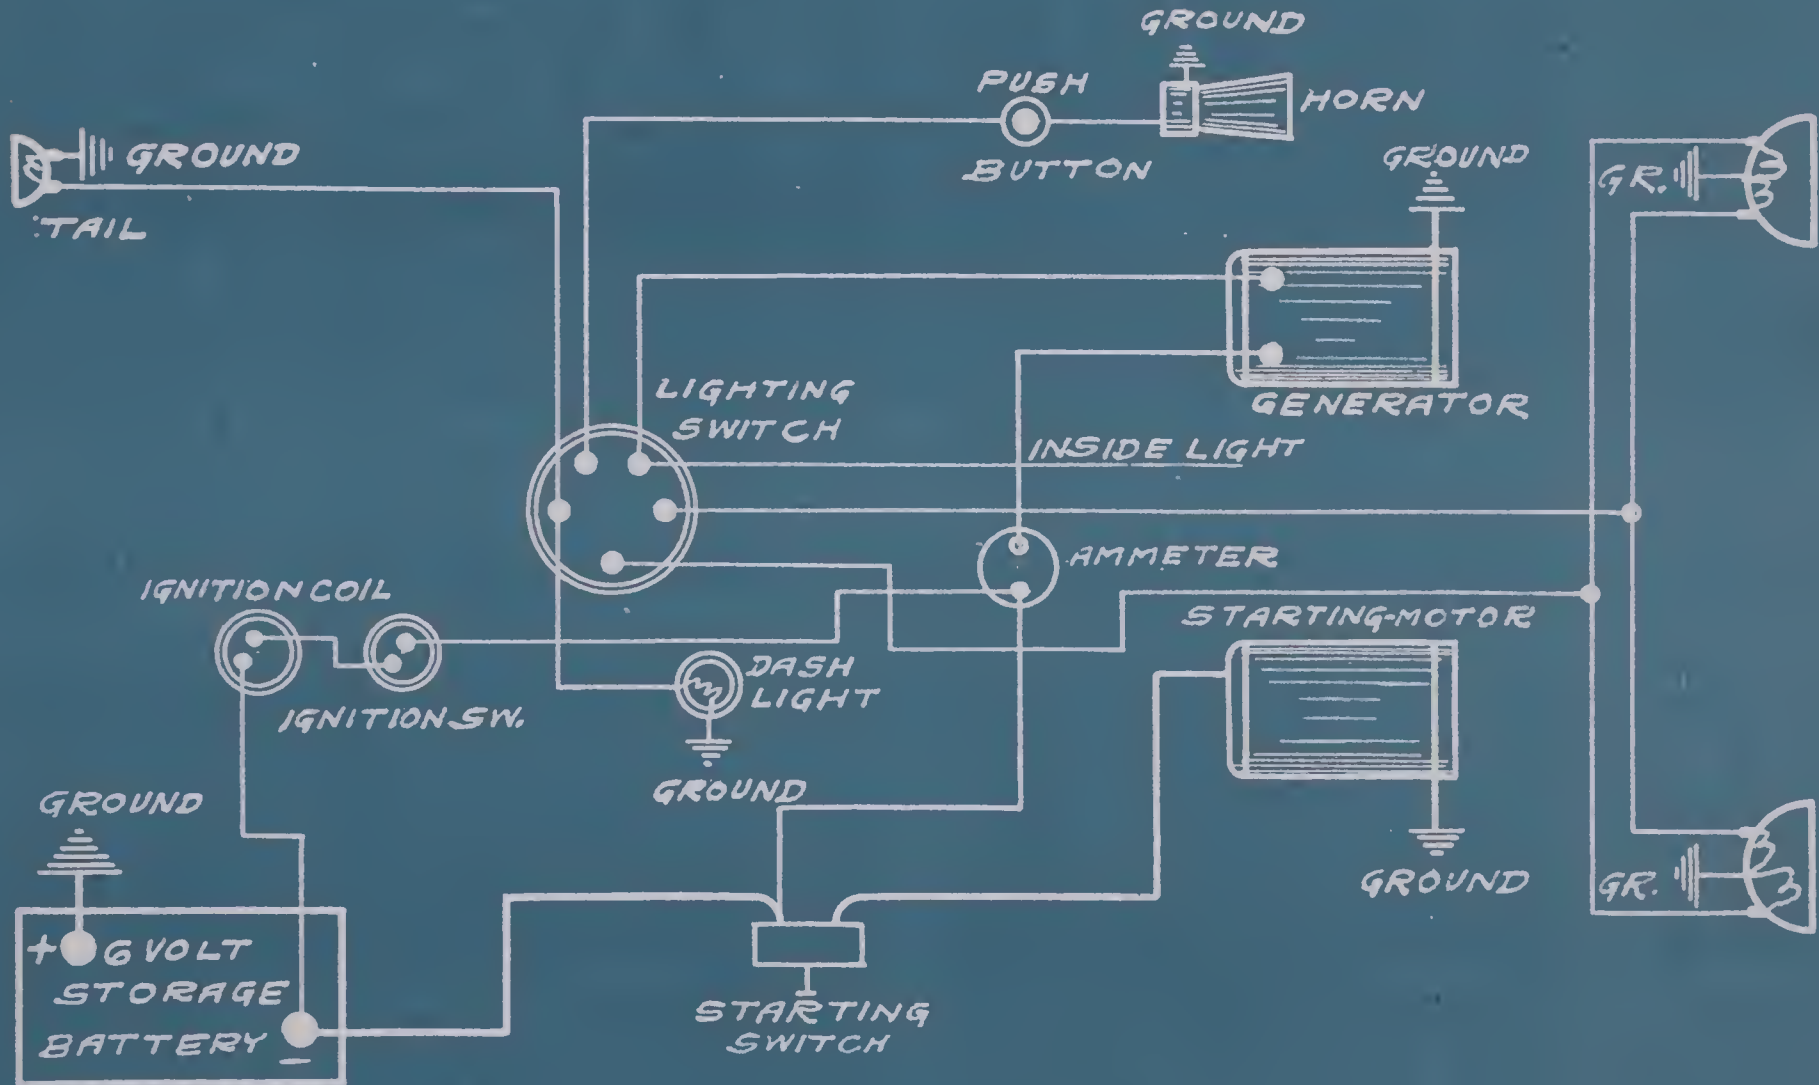 GROUND
PUSH
HORN
BUTTON
GROUND
TAIL
GROUND
GR.
GENERATOR
LIGHTING
SWITCH
INSIDE LIGHT
AMMETER
IGNITION COIL
IGNITION SW.
DASH
LIGHT
GROUND
STARTING-MOTOR
GROUND
GR.
GROUND
+ 6 VOLT
STORAGE
BATTERY
-
STARTING
SWITCH